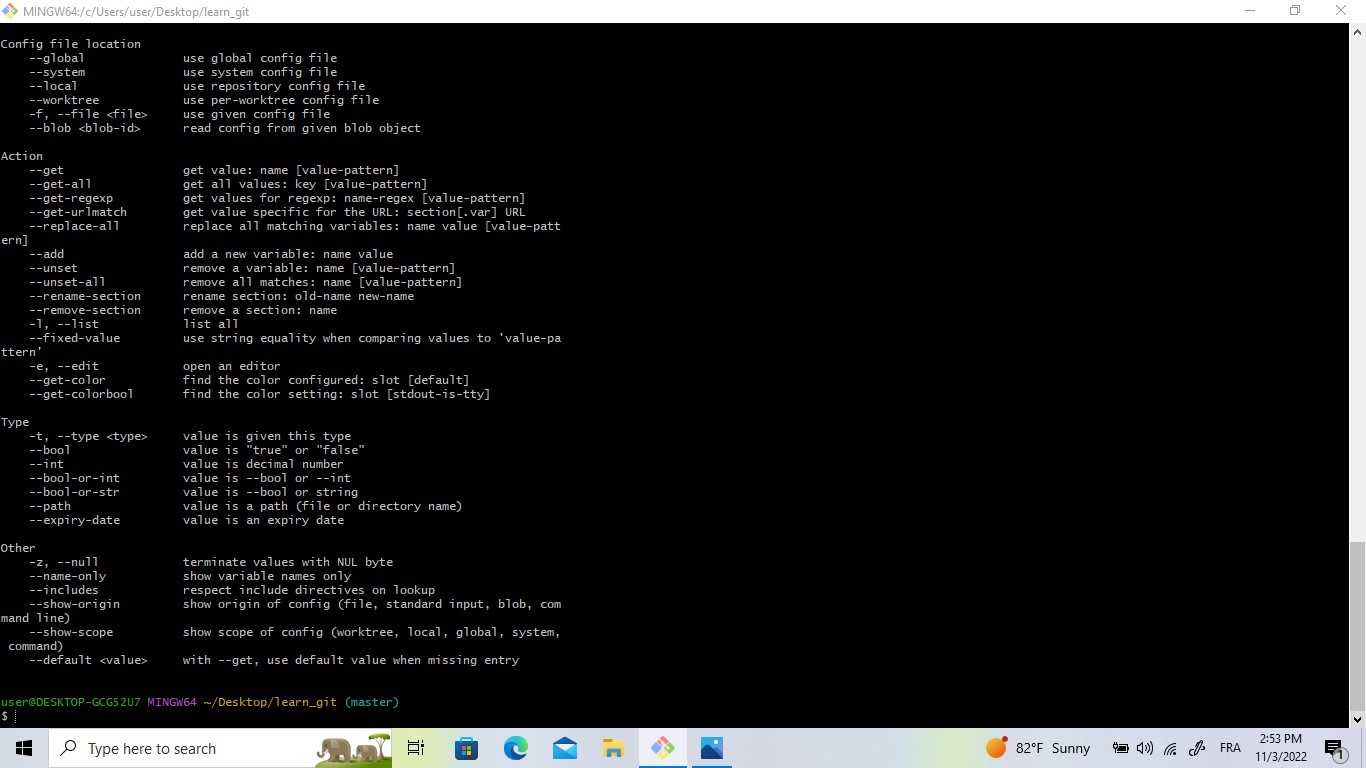 MINGW64:/c/Users/user/Desktop/learn_git
Config file location
--global use global config file
--system use system config file
--local use repository config file
--worktree use per-worktree config file
-f, --file <file> use given config file
--blob <blob-id> read config from given blob object
Action
--get get value: name [value-pattern]
--get-all get all values: key [value-pattern]
--get-regexp get values for regexp: name-regex [value-pattern]
--get-urlmatch get value specific for the URL: section[.var] URL
--replace-all replace all matching variables: name value [value-patt
ern]
--add add a new variable: name value
--unset remove a variable: name [value-pattern]
--unset-all remove all matches: name [value-pattern]
--rename-section rename section: old-name new-name
--remove-section remove a section: name
-l, --list list all
--fixed-value use string equality when comparing values to 'value-pa
ttern'
-e, --edit open an editor
--get-color find the color configured: slot [default]
--get-colorbool find the color setting: slot [stdout-is-tty]
Type
-t, --type <type> value is given this type
--bool value is "true" or "false"
--int value is decimal number
--bool-or-int value is --bool or --int
--bool-or-str value is --bool or string
--path value is a path (file or directory name)
--expiry-date value is an expiry date
Other
-z, --null terminate values with NUL byte
--name-only show variable names only
--includes respect include directives on lookup
--show-origin show origin of config (file, standard input, blob, com
mand line)
--show-scope show scope of config (worktree, local, global, system,
command)
--default <value> with --get, use default value when missing entry
user@DESKTOP-GCG52U7 MINGW64 ~/Desktop/learn_git (master)
$
Type here to search
82°F Sunny
FRA
2:53 PM
11/3/2022
1